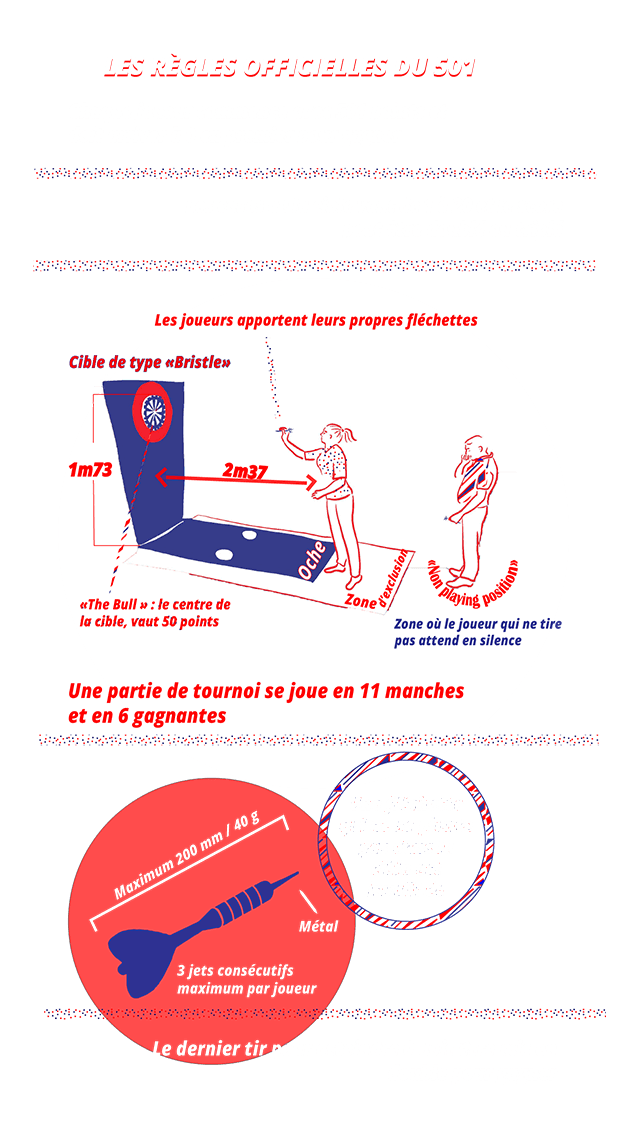 LES RÈGLES OFFICIELLES DU 501
Les joueurs apportent leurs propres fléchettes
Cible de type «Bristle»
1m73
2m37
Oche
Zone d'exclusion
«Non playing position»
«The Bull » : le centre de
la cible, vaut 50 points
Zone où le joueur qui ne tire
pas attend en silence
Une partie de tournoi se joue en 11 manches
et en 6 gagnantes
Maximum 200 mm / 40 g
Métal
3 jets consécutifs
maximum par joueur
Le dernier tir